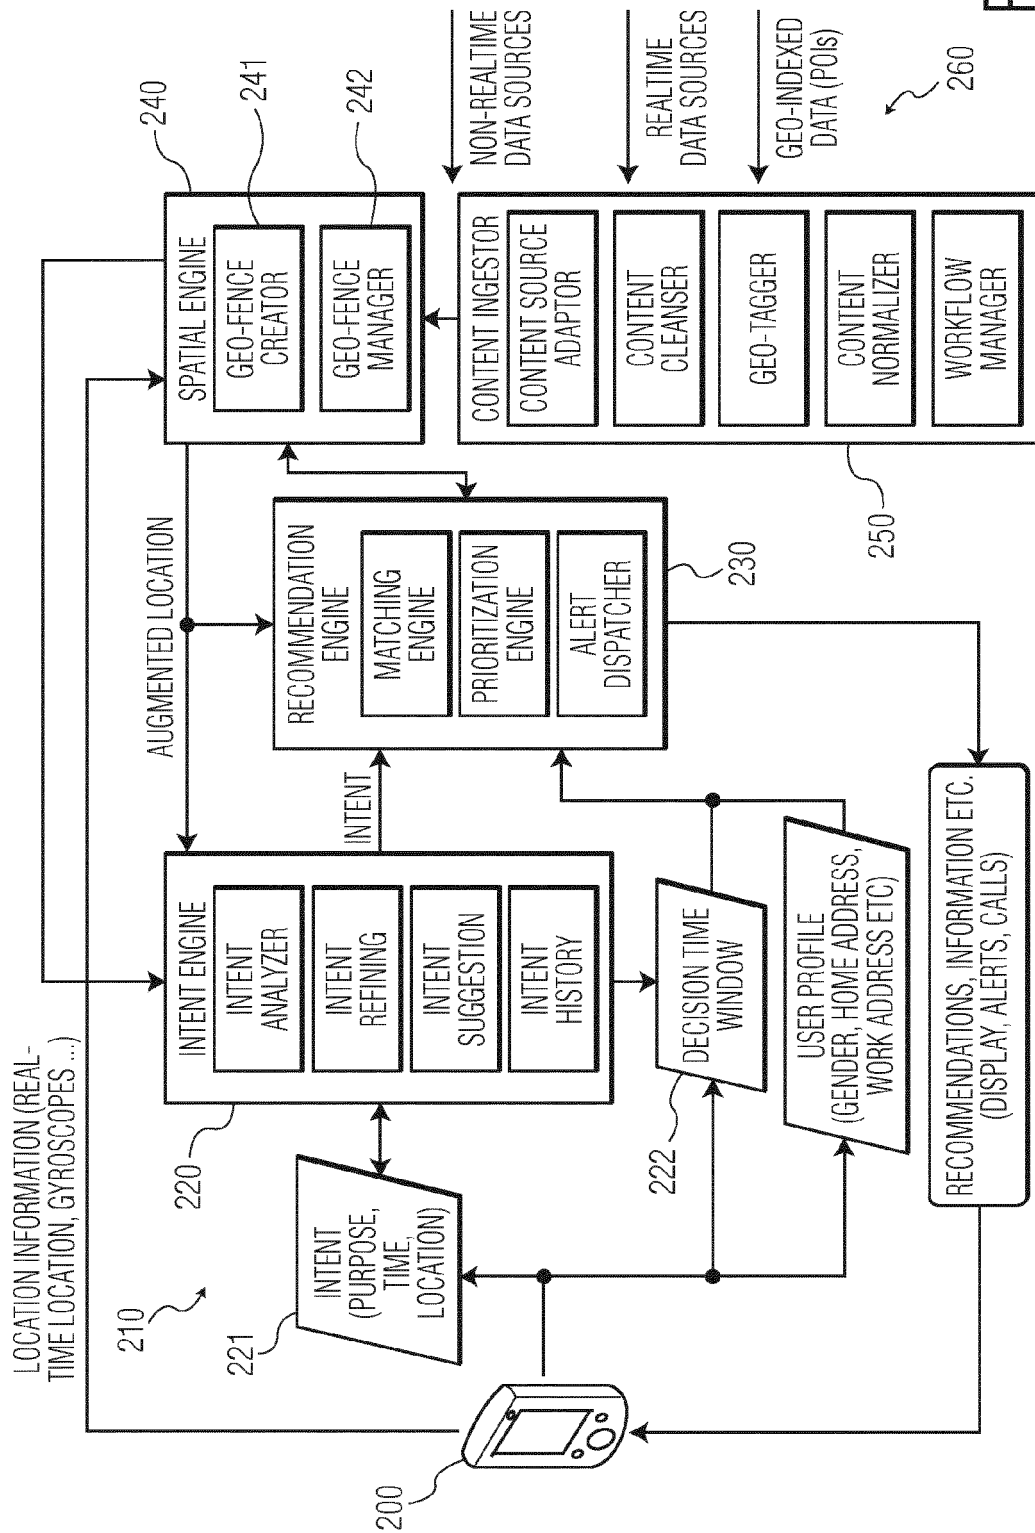 LOCATION INFORMATION (REAL-
TIME LOCATION, GYROSCOPES ...)
210
221
INTENT
(PURPOSE,
TIME,
LOCATION)
200
220
INTENT ENGINE
INTENT
ANALYZER
INTENT
REFINING
INTENT
SUGGESTION
INTENT
HISTORY
222
DECISION TIME
WINDOW
USER PROFILE
(GENDER, HOME ADDRESS,
WORK ADDRESS ETC)
RECOMMENDATIONS, INFORMATION ETC.
(DISPLAY, ALERTS, CALLS)
AUGMENTED LOCATION
INTENT
RECOMMENDATION
ENGINE
MATCHING
ENGINE
PRIORITIZATION
ENGINE
ALERT
DISPATCHER
230
240
SPATIAL ENGINE
GEO-FENCE
CREATOR
241
GEO-FENCE
MANAGER
242
CONTENT INGESTOR
CONTENT SOURCE
ADAPTOR
CONTENT
CLEANSER
GEO-TAGGER
CONTENT
NORMALIZER
WORKFLOW
MANAGER
250
NON-REALTIME
DATA SOURCES
REALTIME
DATA SOURCES
GEO-INDEXED
DATA (POIs)
260